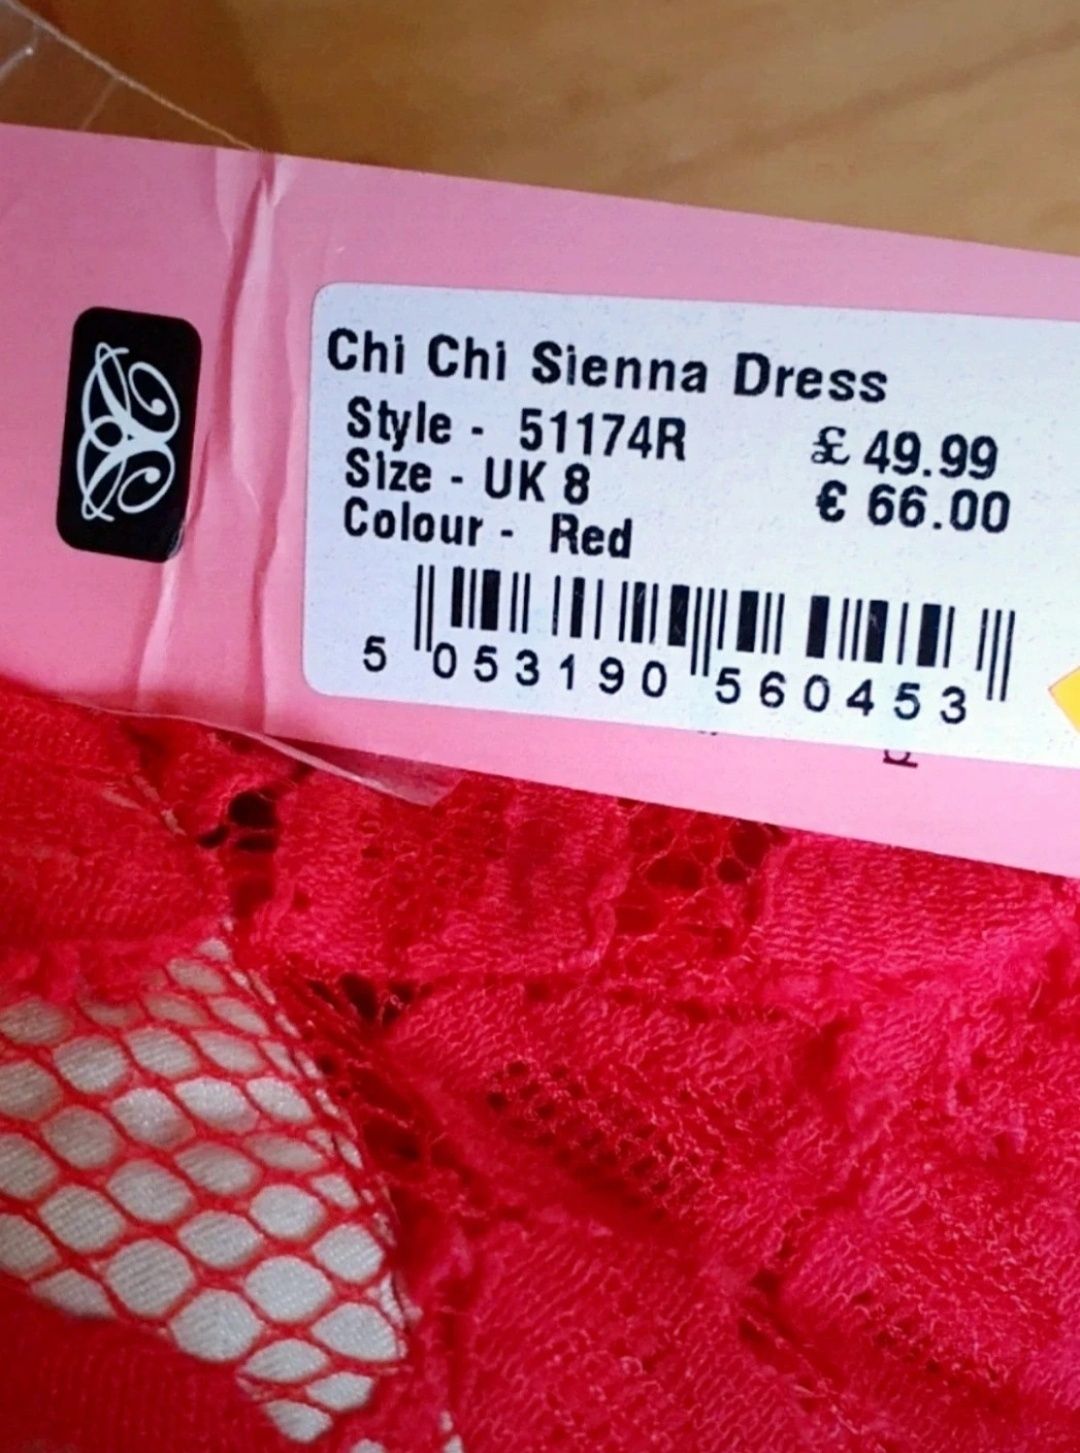 Chi Chi Sienna Dress
Style - 51174R £ 49.99
Size - UK 8 € 66.00
Colour - Red
5 053190 560453